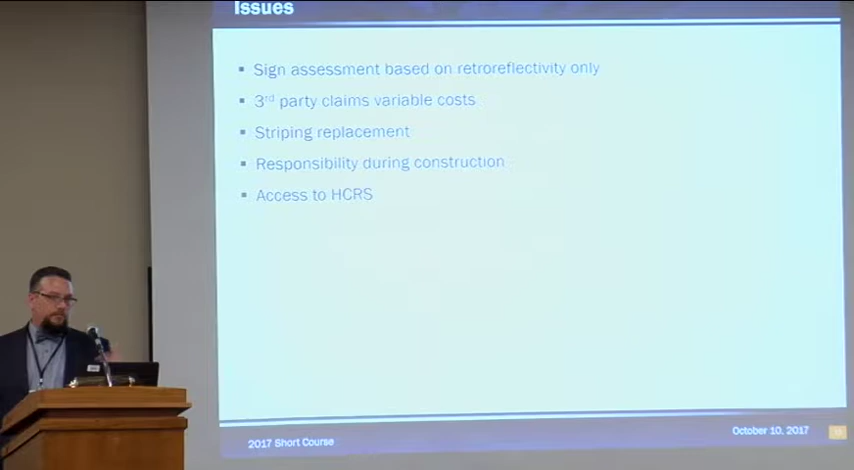 Issues
▪ Sign assessment based on retroreflectivity only
▪ 3rd party claims variable costs
▪ Striping replacement
▪ Responsibility during construction
▪ Access to HCRS
2017 Short Course
October 10, 2017